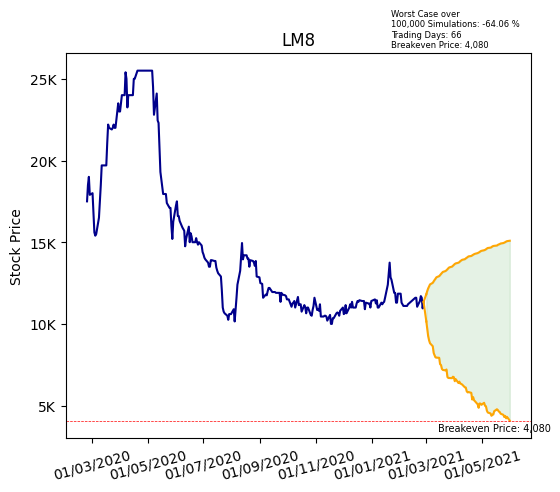 Worst Case over
100,000 Simulations: -64.06 %
Trading Days: 66
Breakeven Price: 4,080
LM8
Stock Price
25K
20K
15K
10K
5K
Breakeven Price: 4,080
01/03/2020
01/05/2020
01/07/2020
01/09/2020
01/11/2020
01/01/2021
01/03/2021
01/05/2021